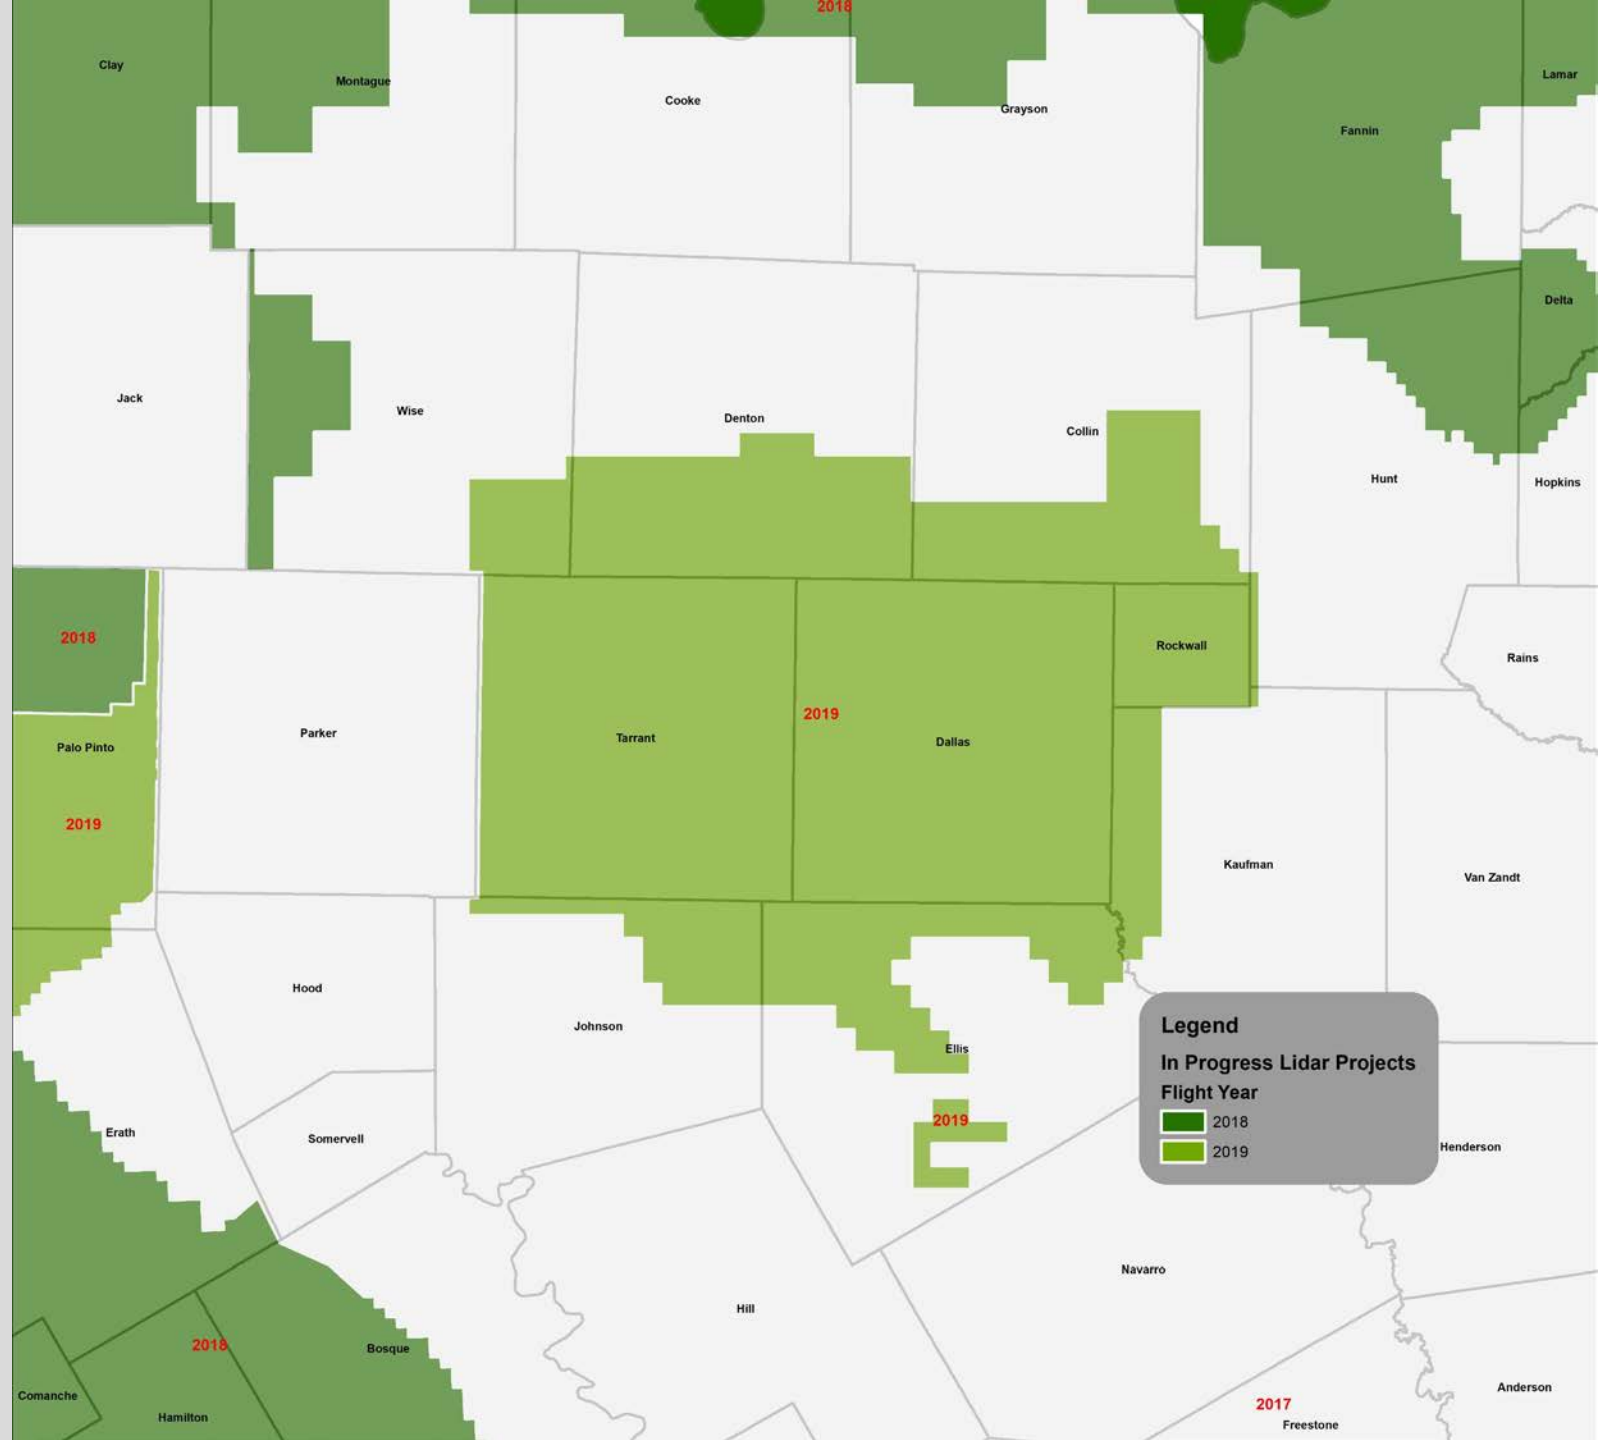 2018
Clay
Montague
Cooke
Grayson
Lamar
Fannin
Delta
Jack
Wise
Denton
Collin
Hunt
Hopkins
2018
Rockwall
Rains
Palo Pinto
Parker
Tarrant
2019
Dallas
2019
Kaufman
Van Zandt
Hood
Johnson
Ellis
2019
Legend
In Progress Lidar Projects
Flight Year
2018
2019
Erath
Somervell
Henderson
Navarro
Hill
2018
Bosque
Comanche
Hamilton
2017
Freestone
Anderson